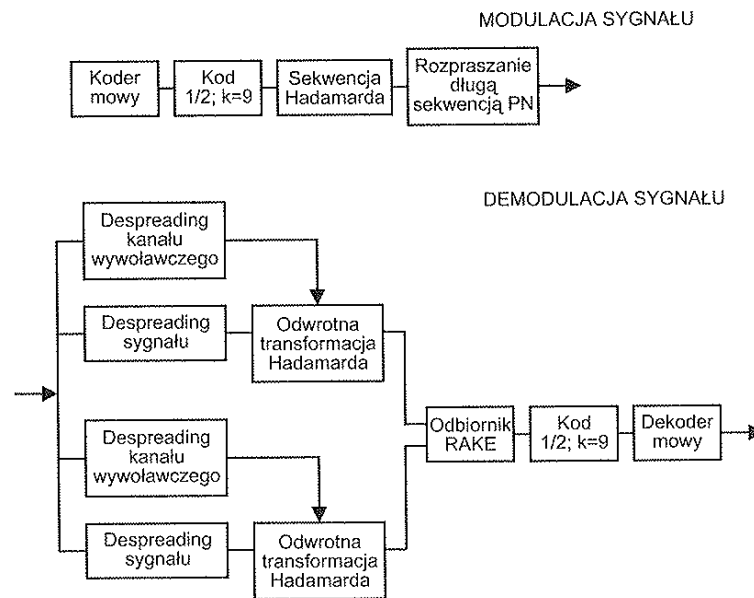 MODULACJA SYGNAŁU
Koder
mowy
Kod
1/2; k=9
Sekwencja
Hadamarda
Rozpraszanie
długą
sekwencją PN
DEMODULACJA SYGNAŁU
Despreading
kanału
wywoławczego
Despreading
sygnału
Odwrotna
transformacja
Hadamarda
Despreading
kanału
wywoławczego
Despreading
sygnału
Odwrotna
transformacja
Hadamarda
Odbiornik
RAKE
Kod
1/2; k=9
Dekoder
mowy